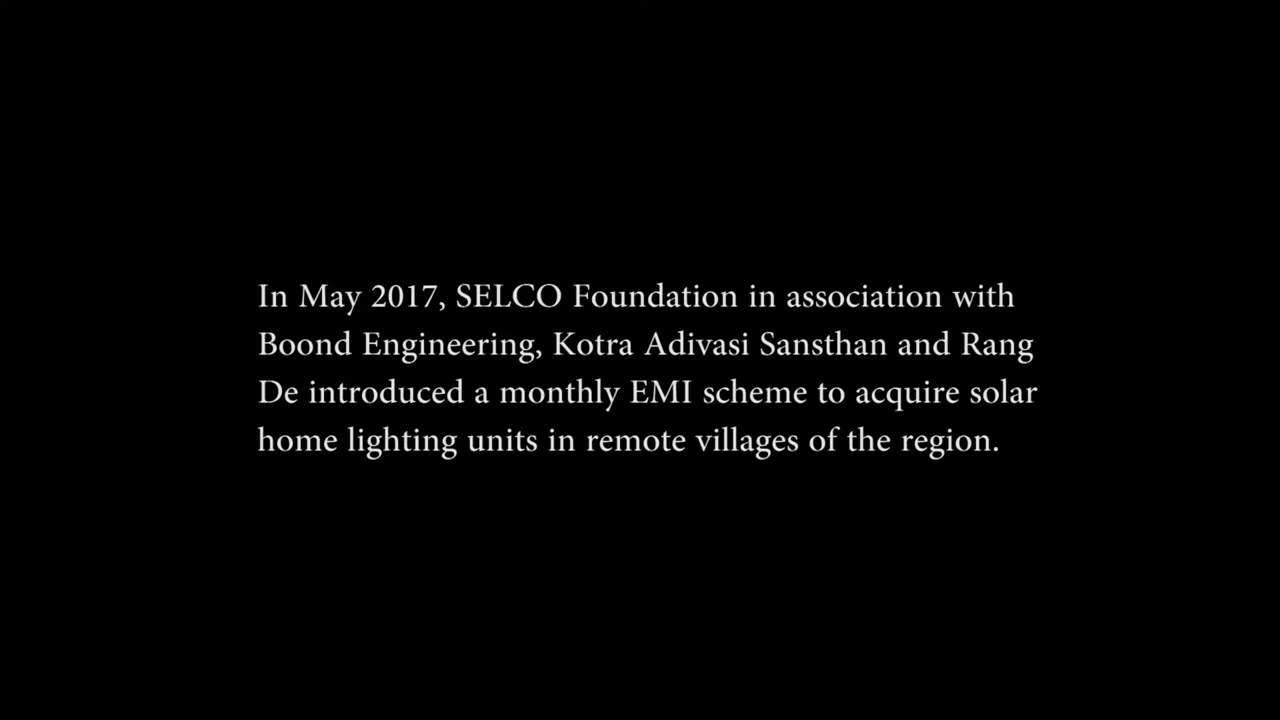 In May 2017, SELCO Foundation in association with
Boond Engineering, Kotra Adivasi Sansthan and Rang
De introduced a monthly EMI scheme to acquire solar
home lighting units in remote villages of the region.